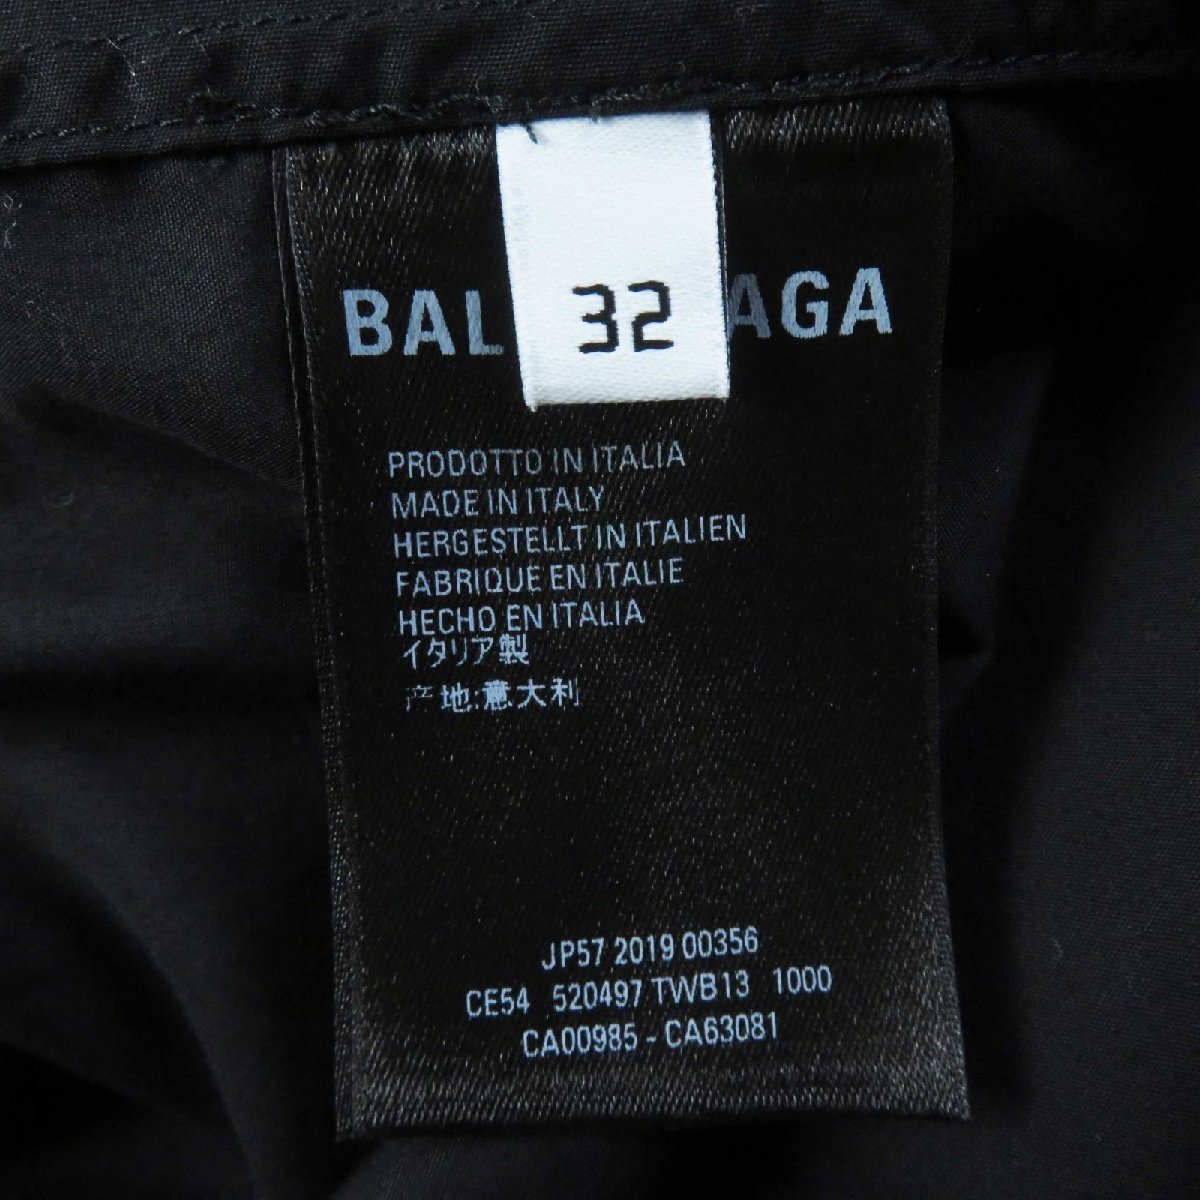 BAL 32 AGA
PRODOTTO IN ITALIA
MADE IN ITALY
HERGESTELLT IN ITALIEN
FABRIQUE EN ITALIE
HECHO EN ITALIA
イタリア製
产地:意大利
JP57 2019 00356
CE54 520497 TWB13 1000
CA00985 - CA63081